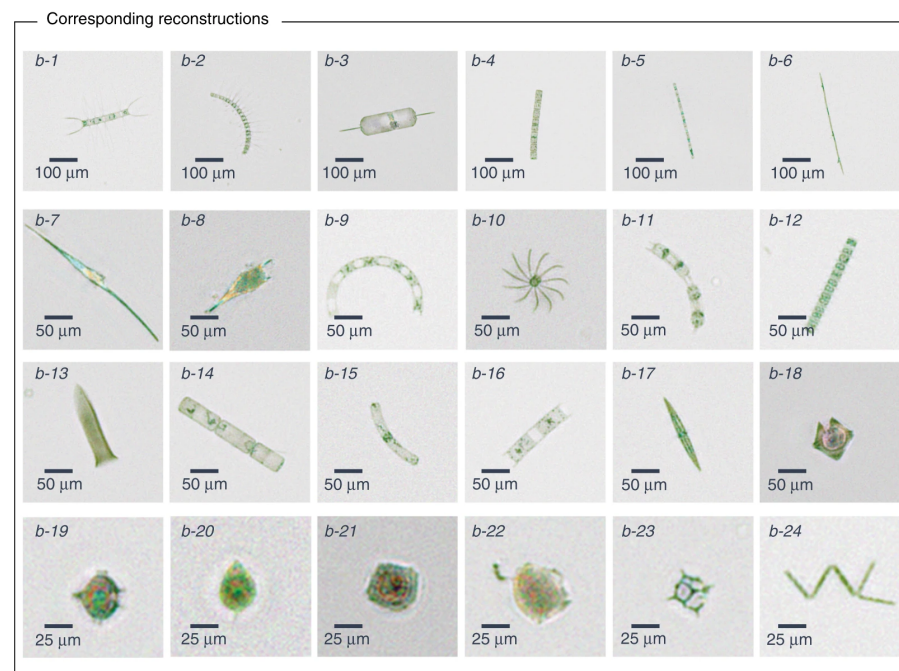 Corresponding reconstructions
b-1 b-2 b-3 b-4 b-5 b-6
100 μm 100 μm 100 μm 100 μm 100 μm 100 μm
b-7 b-8 b-9 b-10 b-11 b-12
50 μm 50 μm 50 μm 50 μm 50 μm 50 μm
b-13 b-14 b-15 b-16 b-17 b-18
50 μm 50 μm 50 μm 50 μm 50 μm 50 μm
b-19 b-20 b-21 b-22 b-23 b-24
25 μm 25 μm 25 μm 25 μm 25 μm 25 μm